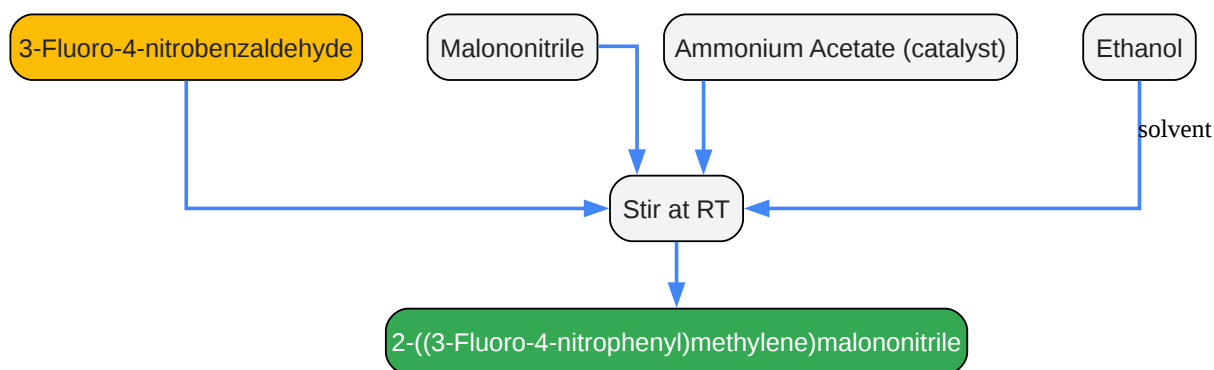 3-Fluoro-4-nitrobenzaldehyde
Malononitrile
Ammonium Acetate (catalyst)
Ethanol
solvent
Stir at RT
2-((3-Fluoro-4-nitrophenyl)methylene)malononitrile